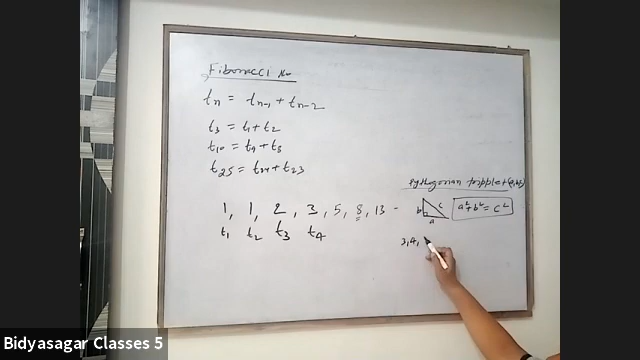 Fibonacci No
tn = tn-1 + tn-2
t3 = t1 + t2
t10 = t9 + t8
t25 = t24 + t23
1, 1, 2, 3, 5, 8, 13 -
t1 t2 t3 t4
Pythgorian tripplet
b c
a
a² + b² = c²
3, 4,
Bidyasagar Classes 5